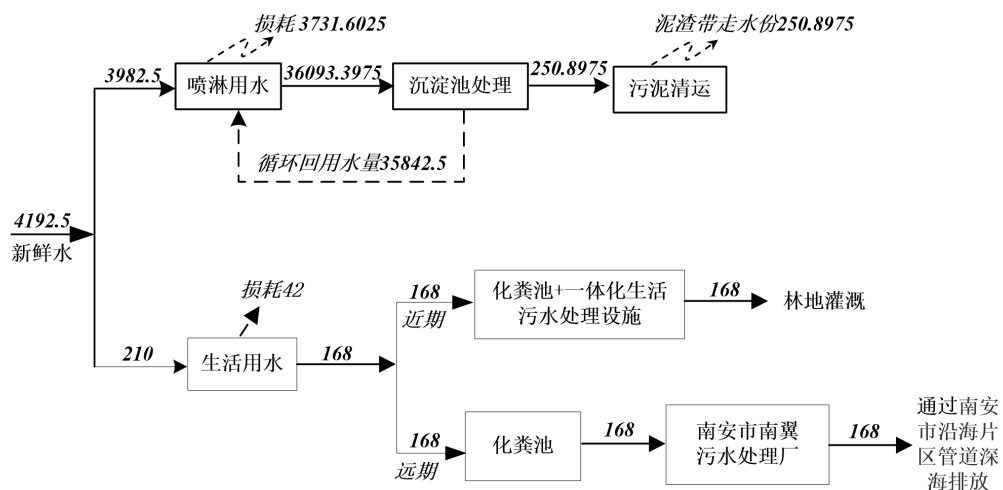 损耗 3731.6025
泥渣带走水份250.8975
3982.5
喷淋用水
36093.3975
沉淀池处理
250.8975
污泥清运
循环回用水量35842.5
4192.5
新鲜水
损耗42
210
生活用水
168
168
近期
化粪池+一体化生活
污水处理设施
168
林地灌溉
168
远期
化粪池
168
南安市南翼
污水处理厂
168
通过南安
市沿海片
区管道深
海排放